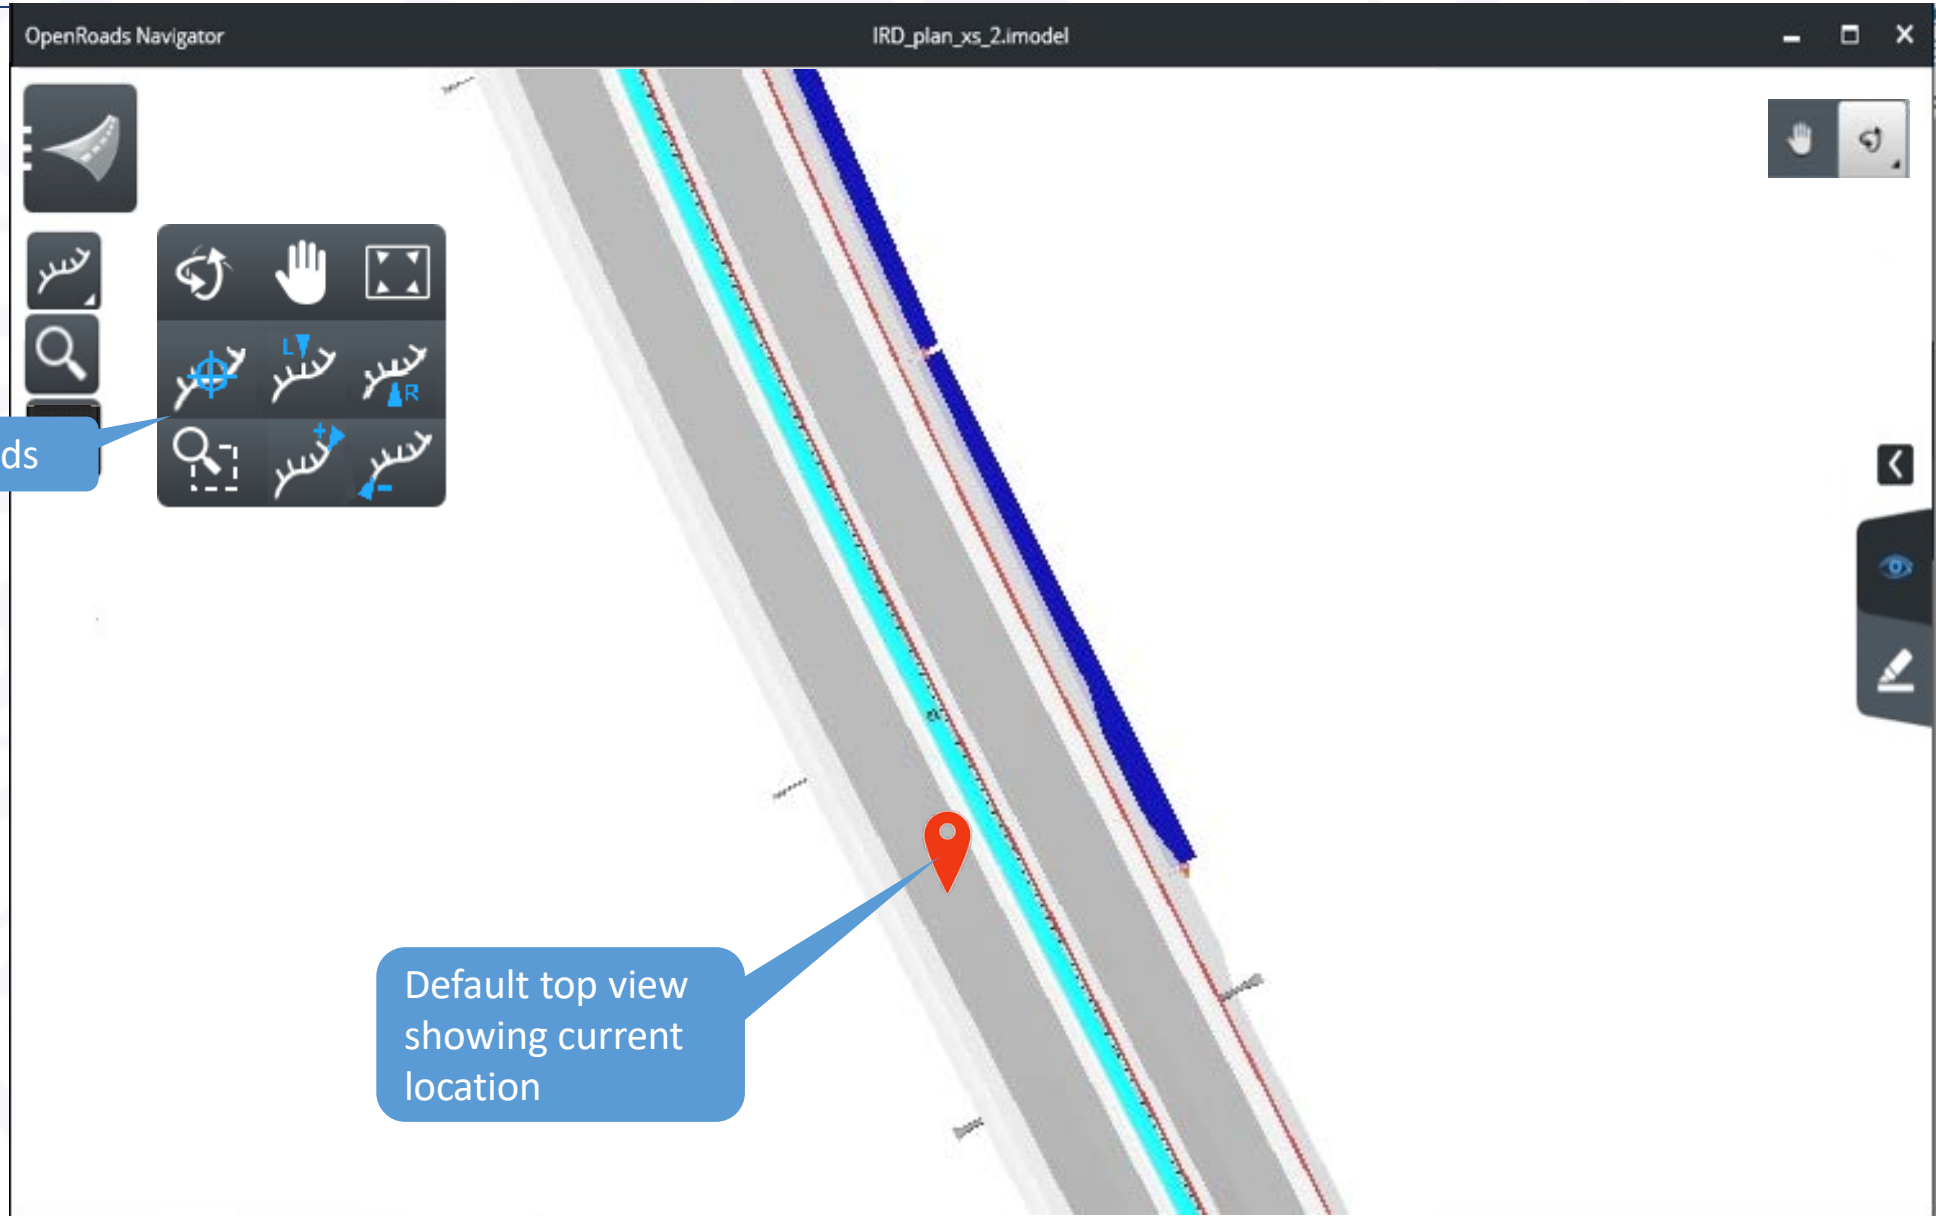 OpenRoads Navigator
IRD_plan_xs_2.imodel
L
R
ds
Default top view
showing current
location